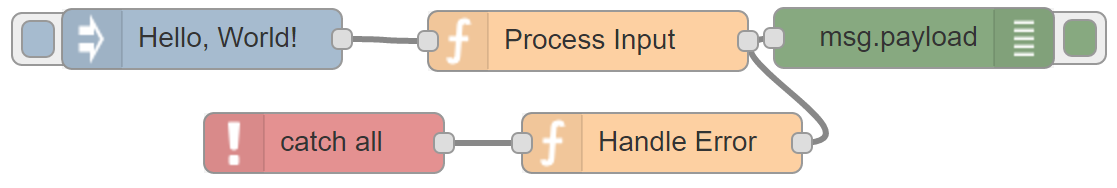 Hello, World!
Process Input
msg.payload
catch all
Handle Error